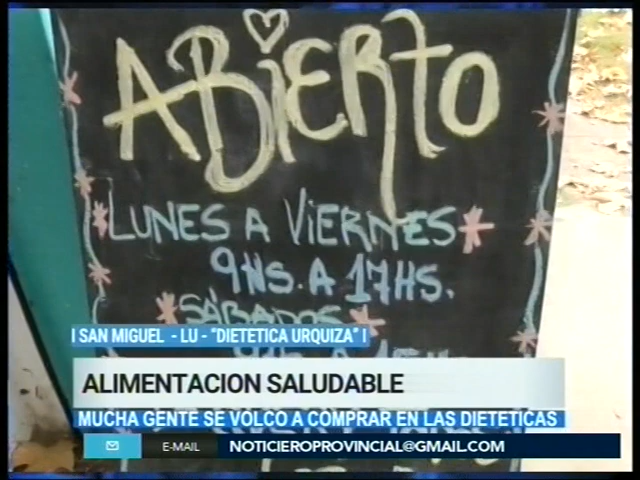 ABIERTO
LUNES A VIERNES
9HS. A 17HS.
SÁBADOS
| SAN MIGUEL - LU - "DIETETICA URQUIZA" |
ALIMENTACION SALUDABLE
MUCHA GENTE SE VOLCO A COMPRAR EN LAS DIETETICAS
E-MAIL NOTICIEROPROVINCIAL@GMAIL.COM